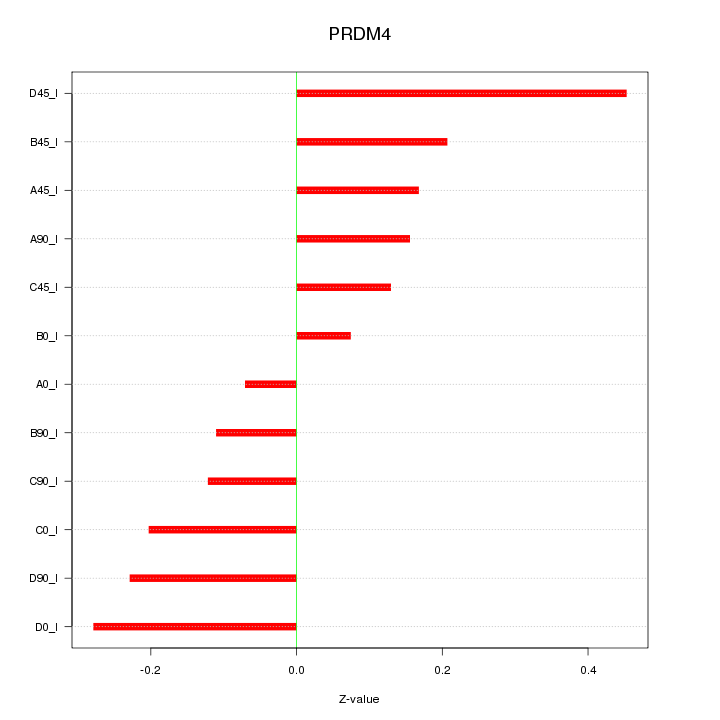 PRDM4
D45_I
B45_I
A45_I
A90_I
C45_I
B0_I
A0_I
B90_I
C90_I
C0_I
D90_I
D0_I
-0.2 0.0 0.2 0.4
Z-value